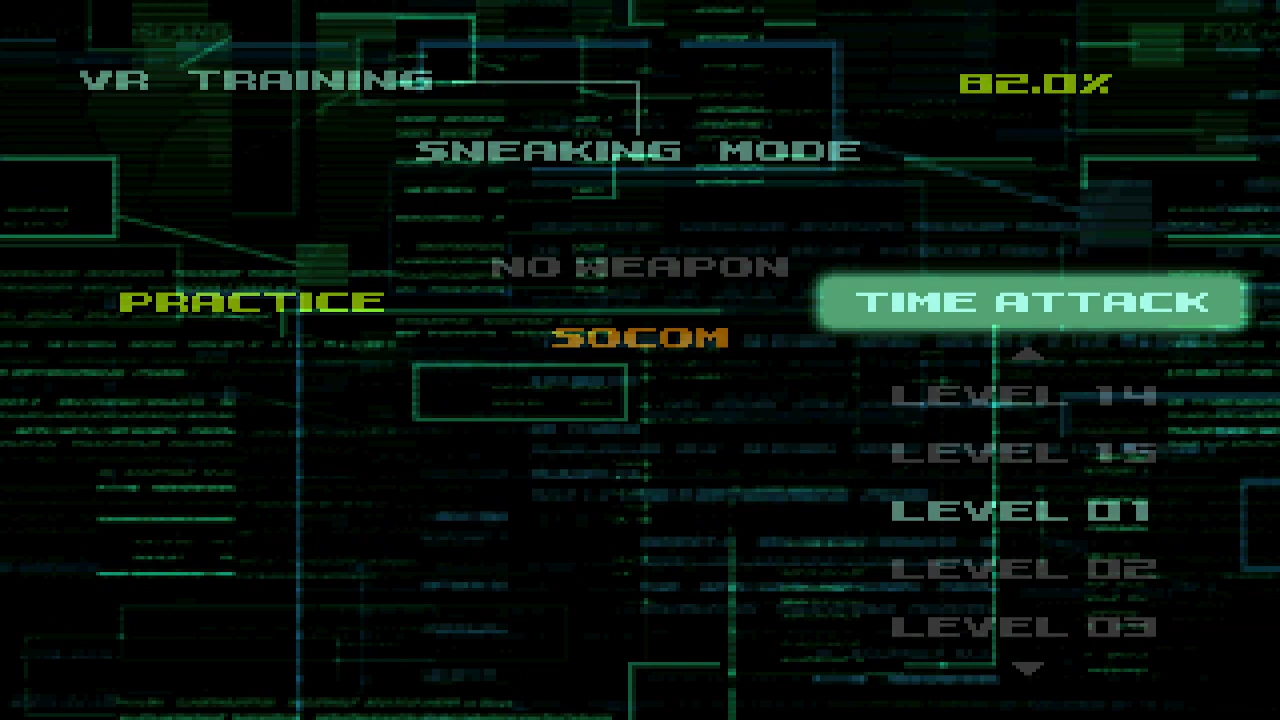 VR TRAINING
82.0%
SNEAKING MODE
NO WEAPON
PRACTICE
TIME ATTACK
SOCOM
LEVEL 14
LEVEL 15
LEVEL 01
LEVEL 02
LEVEL 03